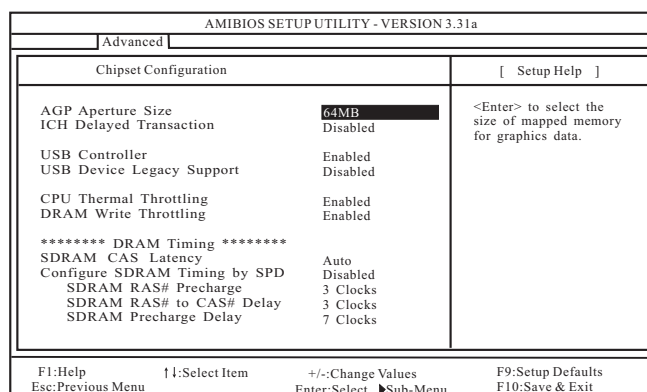 AMIBIOS SETUP UTILITY - VERSION 3.31a
Advanced
Chipset Configuration
[ Setup Help ]
AGP Aperture Size 64MB
ICH Delayed Transaction Disabled
USB Controller Enabled
USB Device Legacy Support Disabled
CPU Thermal Throttling Enabled
DRAM Write Throttling Enabled
******** DRAM Timing ********
SDRAM CAS Latency Auto
Configure SDRAM Timing by SPD Disabled
SDRAM RAS# Precharge 3 Clocks
SDRAM RAS# to CAS# Delay 3 Clocks
SDRAM Precharge Delay 7 Clocks
<Enter> to select the
size of mapped memory
for graphics data.
F1:Help ↑↓:Select Item +/-:Change Values F9:Setup Defaults
Esc:Previous Menu Enter:Select ▶Sub-Menu F10:Save & Exit